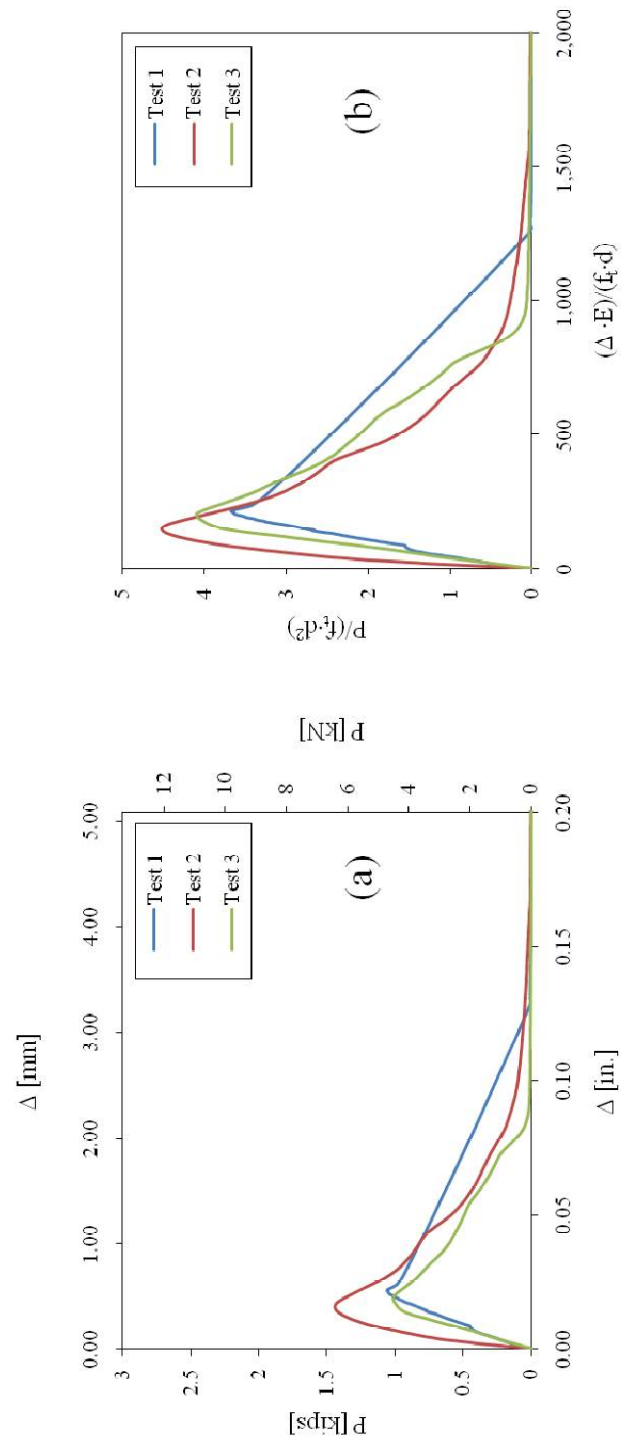 Δ [mm]
0.00 1.00 2.00 3.00 4.00 5.00
3
2.5
2
1.5
1
0.5
0
P [kips]
12
10
8
6
4
2
0
P [kN]
Test 1
Test 2
Test 3
(a)
0.00 0.05 0.10 0.15 0.20
Δ [in.]
5
4
3
2
1
0
P/(fₜ·d²)
Test 1
Test 2
Test 3
(b)
0 500 1,000 1,500 2,000
(Δ·E)/(fₜ·d)